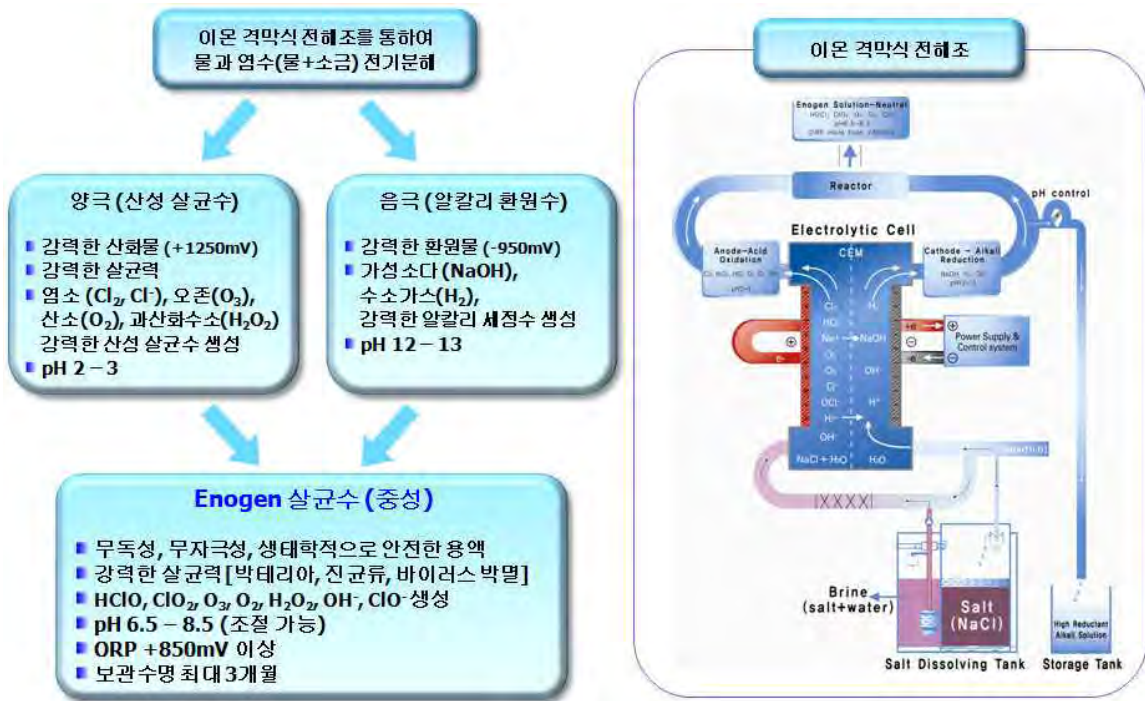 이온 격막식 전해조를 통하여
물과 염수(물+소금) 전기분해
양극 (산성 살균수)
강력한 산화물 (+1250mV)
강력한 살균력
염소 (Cl₂, Cl⁻), 오존(O₃),
산소(O₂), 과산화수소(H₂O₂)
강력한 산성 살균수 생성
pH 2 – 3
음극 (알칼리 환원수)
강력한 환원물 (-950mV)
가성소다 (NaOH),
수소가스(H₂),
강력한 알칼리 세정수 생성
pH 12 – 13
Enogen 살균수 (중성)
무독성, 무자극성, 생태학적으로 안전한 용액
강력한 살균력 [박테리아, 진균류, 바이러스 박멸]
HClO, ClO₂, O₃, O₂, H₂O₂, OH⁻, ClO⁻ 생성
pH 6.5 – 8.5 (조절 가능)
ORP +850mV 이상
보관수명 최대 3개월
이온 격막식 전해조
Enogen Solution-Neutral
Reactor
pH control
Electrolytic Cell
Anode-Acid
Oxidation
CEM
Cathode - Alkali
Reduction
NaOH
OH⁻
H⁺
OH⁻
NaCl + H₂O
H₂O
Power Supply &
Control system
Brine
(salt+water)
Salt
(NaCl)
High Reductant
Alkali Solution
Salt Dissolving Tank
Storage Tank